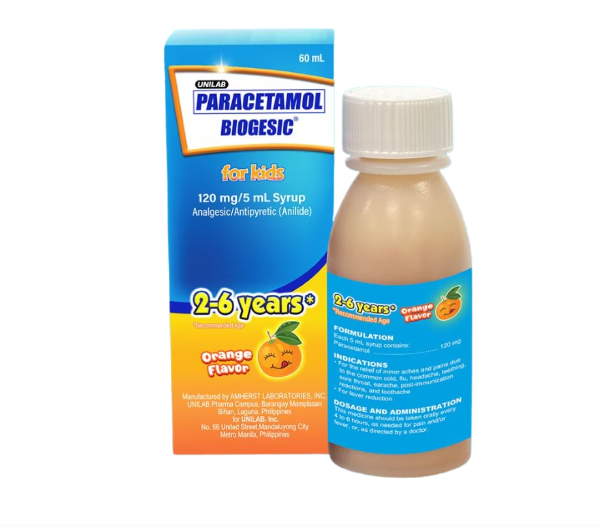 60 mL
UNILAB
PARACETAMOL
BIOGESIC®
for kids
120 mg/5 mL Syrup
Analgesic/Antipyretic (Anilide)
2-6 years*
*Recommended Age
Orange
Flavor
Manufactured by AMHERST LABORATORIES, INC.
UNILAB Pharma Campus, Barangay Mamplasan
Biñan, Laguna, Philippines
for UNILAB, Inc.
No. 66 United Street, Mandaluyong City
Metro Manila, Philippines
2-6 years*
*Recommended Age
Orange
Flavor
FORMULATION
Each 5 mL syrup contains:
Paracetamol ........................ 120 mg
INDICATIONS
• For the relief of minor aches and pains due
to the common cold, flu, headache, teething,
sore throat, earache, post-immunization
reactions, and toothache
• For fever reduction
DOSAGE AND ADMINISTRATION
This medicine should be taken orally every
4 to 6 hours, as needed for pain and/or
fever, or, as directed by a doctor.